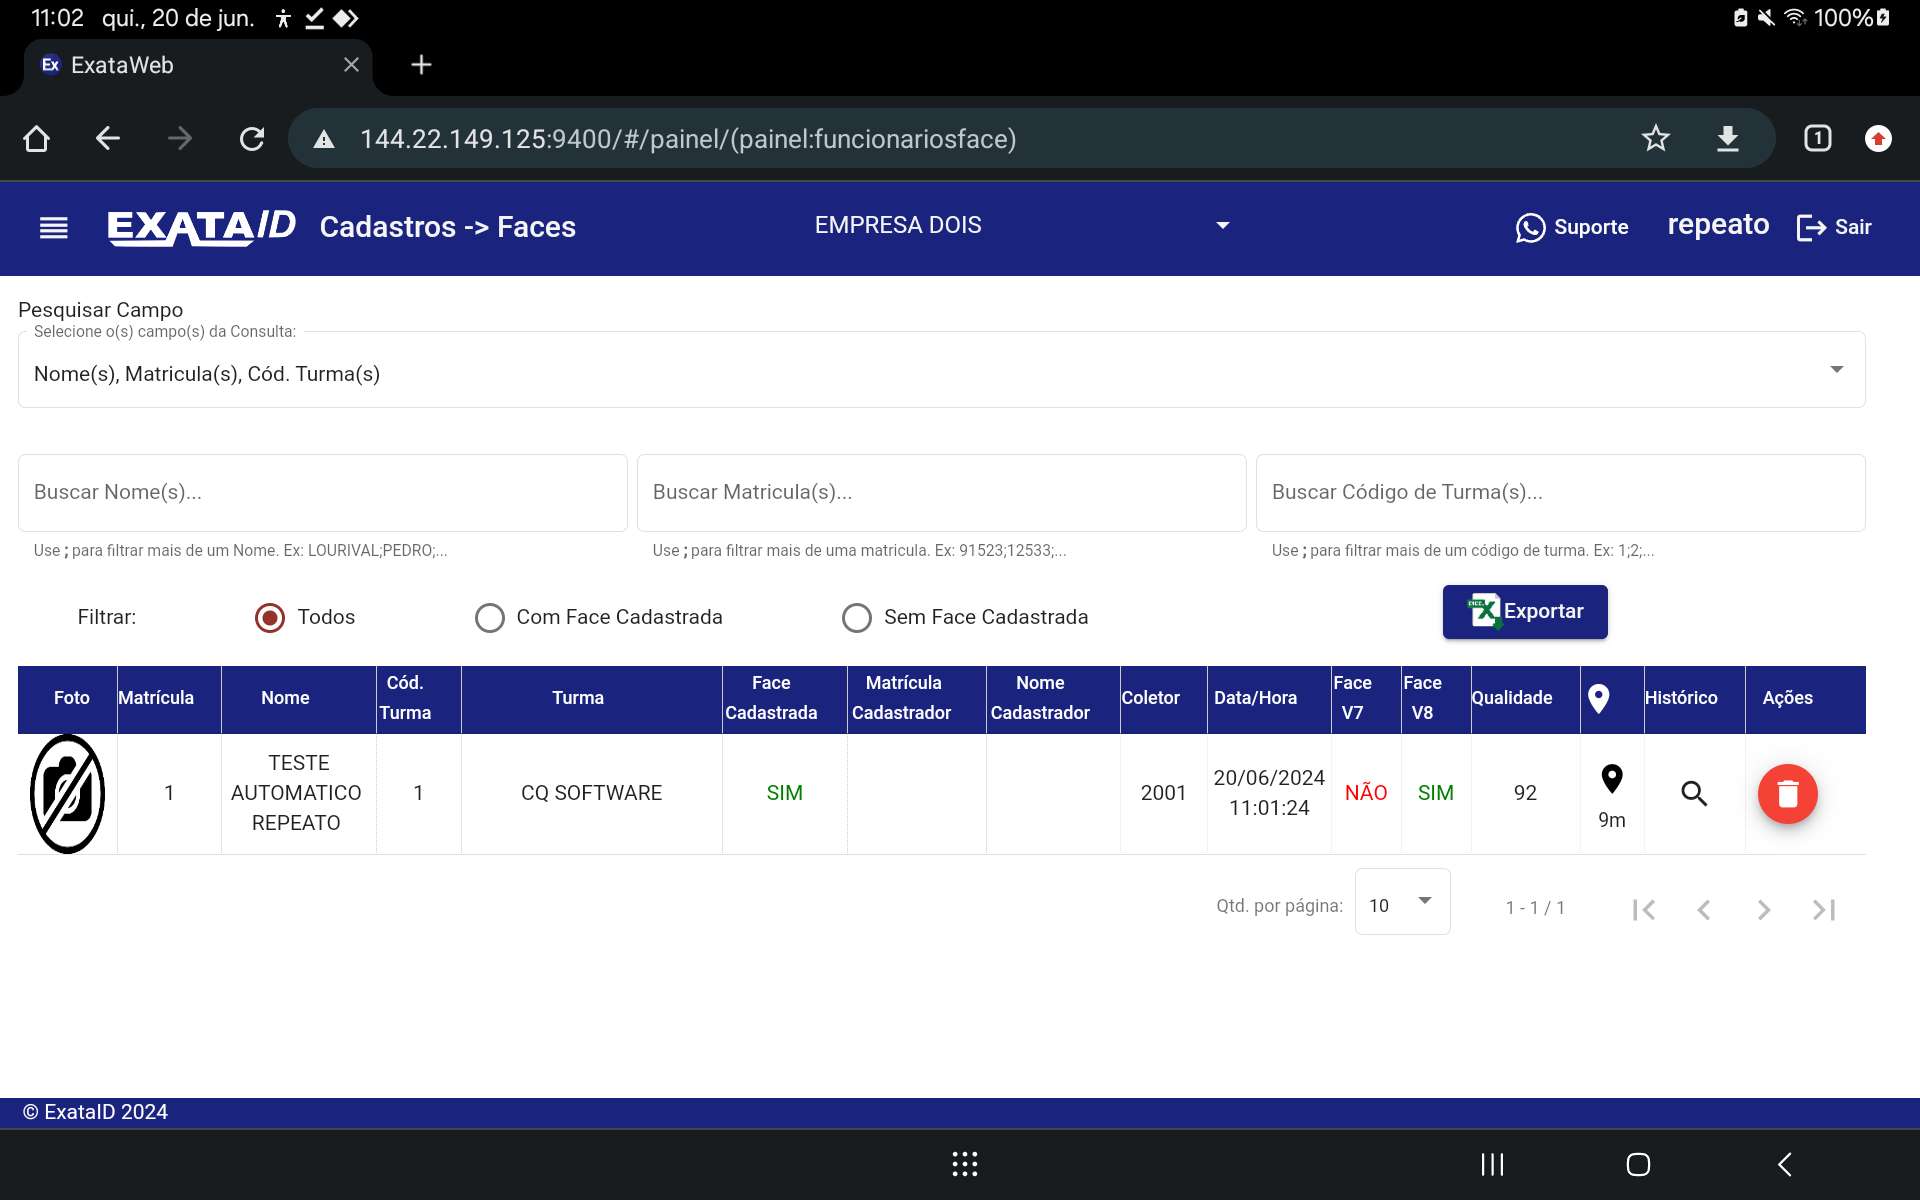 11:02 qui., 20 de jun. 100%
Ex ExataWeb
144.22.149.125:9400/#/painel/(painel:funcionariosface) 1
EXATAID Cadastros -> Faces EMPRESA DOIS Suporte repeato Sair
Pesquisar Campo
Selecione o(s) campo(s) da Consulta:
Nome(s), Matricula(s), Cód. Turma(s)
Buscar Nome(s)... Buscar Matricula(s)... Buscar Código de Turma(s)...
Use ; para filtrar mais de um Nome. Ex: LOURIVAL;PEDRO;... Use ; para filtrar mais de uma matricula. Ex: 91523;12533;... Use ; para filtrar mais de um código de turma. Ex: 1;2;...
Filtrar: Todos Com Face Cadastrada Sem Face Cadastrada Exportar
Foto Matrícula Nome Cód. Turma Turma Face Cadastrada Matrícula Cadastrador Nome Cadastrador Coletor Data/Hora Face V7 Face V8 Qualidade Histórico Ações
1 TESTE AUTOMATICO REPEATO 1 CQ SOFTWARE SIM 2001 20/06/2024 11:01:24 NÃO SIM 92 9m
Qtd. por página: 10 1 - 1 / 1
© ExataID 2024